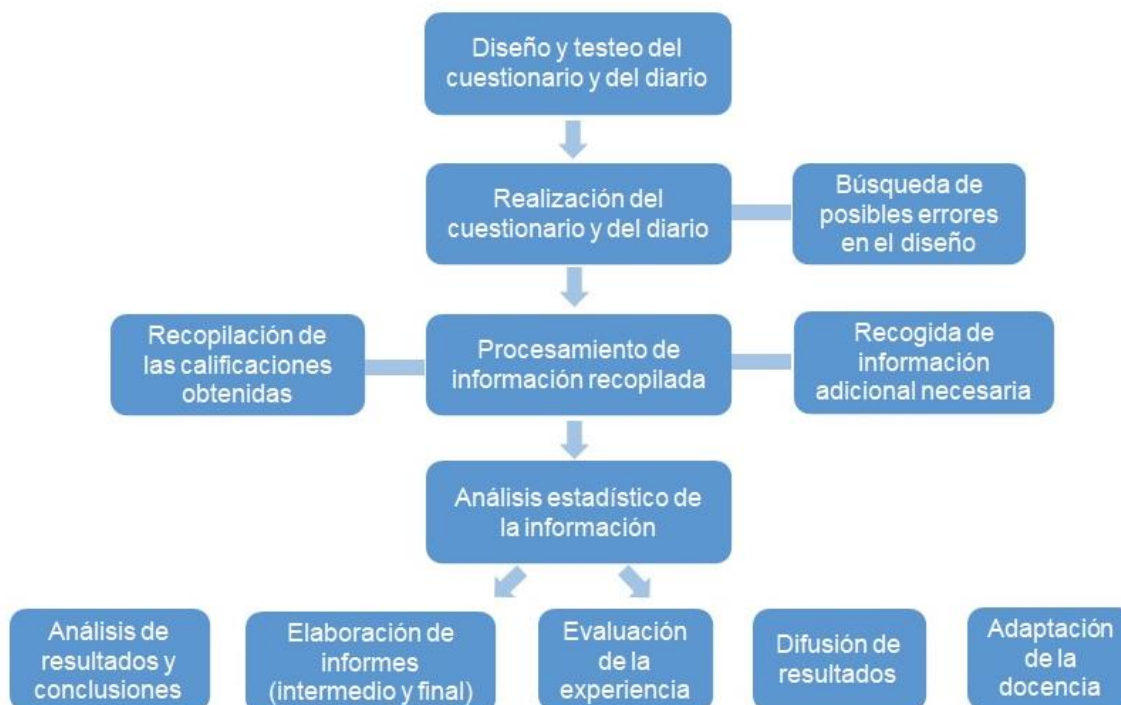 Diseño y testeo del
cuestionario y del diario
Realización del
cuestionario y del diario
Búsqueda de
posibles errores
en el diseño
Recopilación de
las calificaciones
obtenidas
Procesamiento de
información recopilada
Recogida de
información
adicional necesaria
Análisis estadístico de
la información
Análisis de
resultados y
conclusiones
Elaboración de
informes
(intermedio y final)
Evaluación
de la
experiencia
Difusión de
resultados
Adaptación
de la
docencia